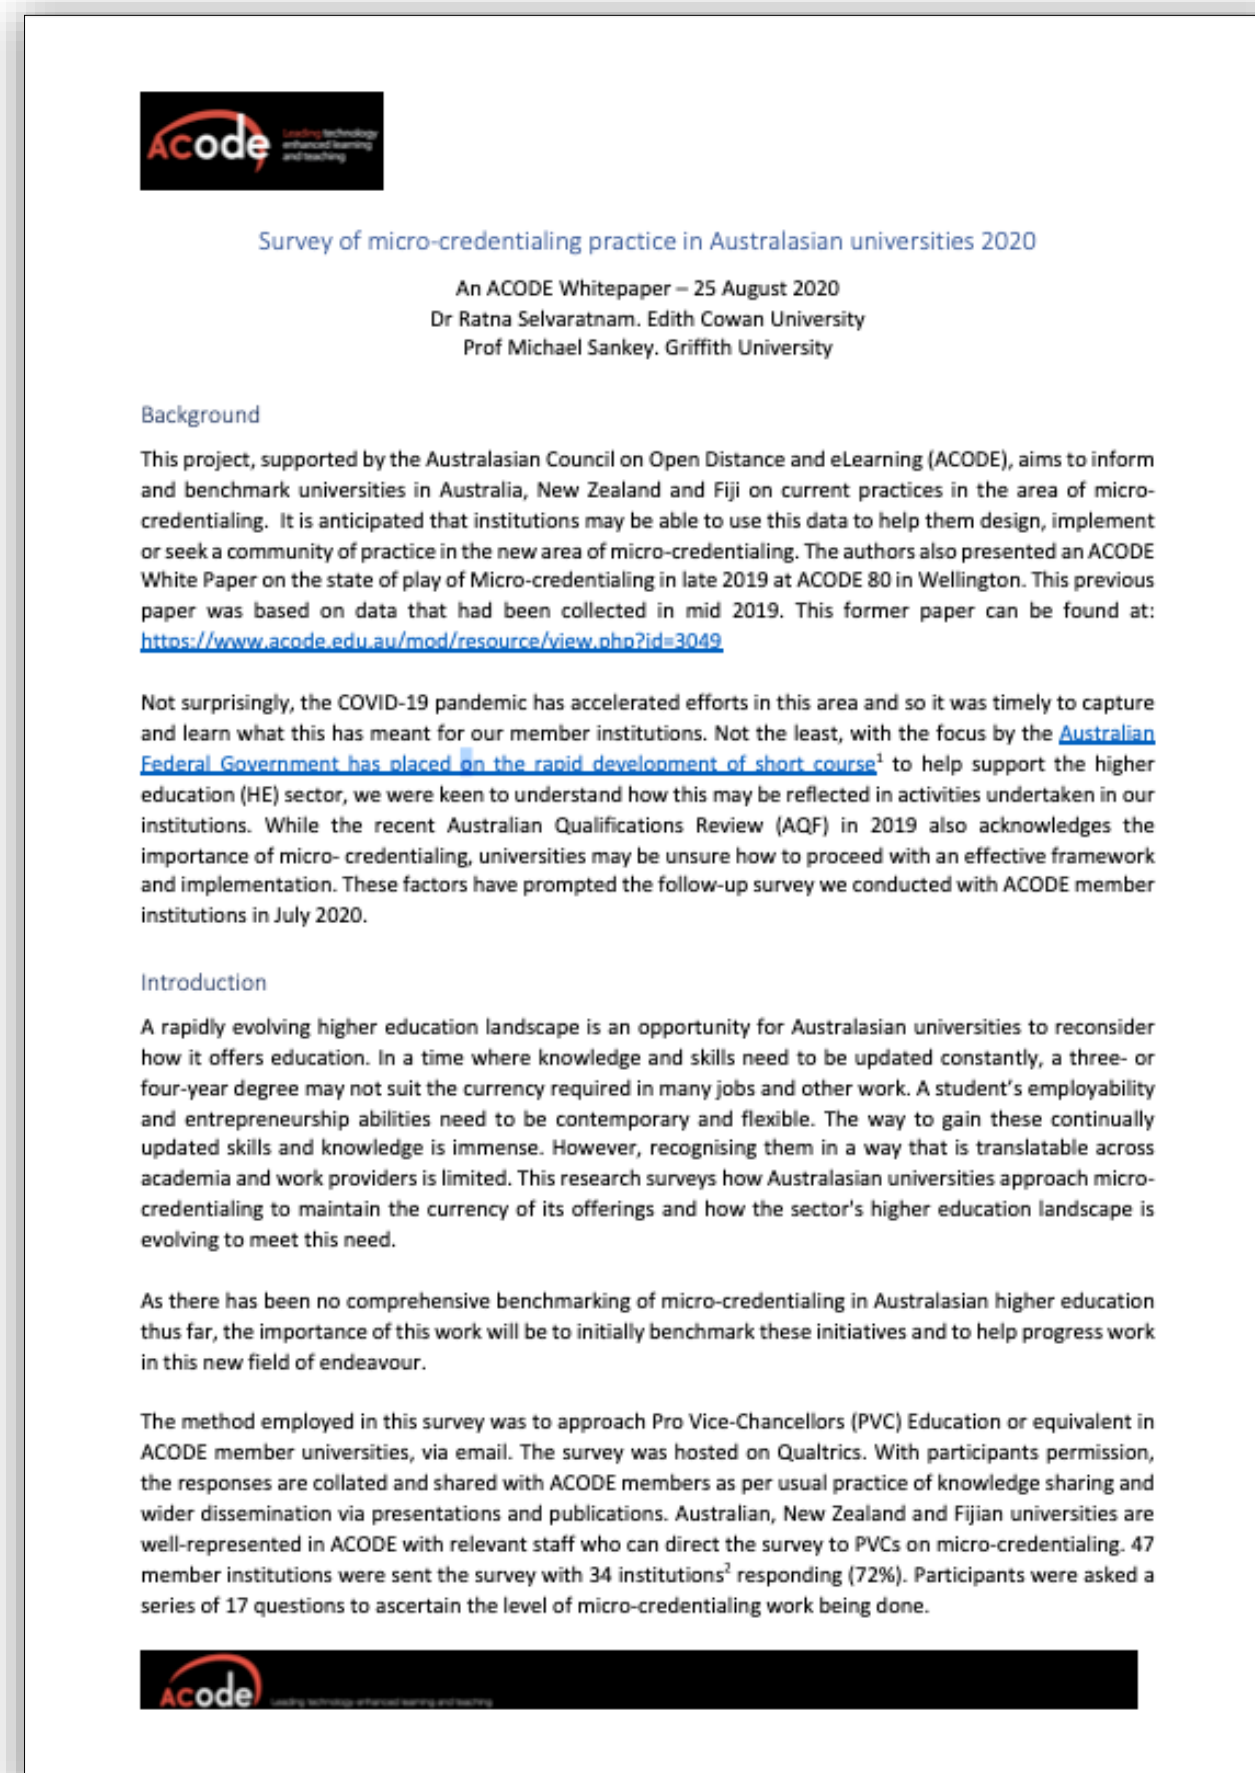 ACode Leading technology
enhanced learning
and teaching
Survey of micro-credentialing practice in Australasian universities 2020
An ACODE Whitepaper – 25 August 2020
Dr Ratna Selvaratnam. Edith Cowan University
Prof Michael Sankey. Griffith University
Background
This project, supported by the Australasian Council on Open Distance and eLearning (ACODE), aims to inform
and benchmark universities in Australia, New Zealand and Fiji on current practices in the area of micro-
credentialing. It is anticipated that institutions may be able to use this data to help them design, implement
or seek a community of practice in the new area of micro-credentialing. The authors also presented an ACODE
White Paper on the state of play of Micro-credentialing in late 2019 at ACODE 80 in Wellington. This previous
paper was based on data that had been collected in mid 2019. This former paper can be found at:
https://www.acode.edu.au/mod/resource/view.php?id=3049
Not surprisingly, the COVID-19 pandemic has accelerated efforts in this area and so it was timely to capture
and learn what this has meant for our member institutions. Not the least, with the focus by the Australian
Federal Government has placed on the rapid development of short course¹ to help support the higher
education (HE) sector, we were keen to understand how this may be reflected in activities undertaken in our
institutions. While the recent Australian Qualifications Review (AQF) in 2019 also acknowledges the
importance of micro- credentialing, universities may be unsure how to proceed with an effective framework
and implementation. These factors have prompted the follow-up survey we conducted with ACODE member
institutions in July 2020.
Introduction
A rapidly evolving higher education landscape is an opportunity for Australasian universities to reconsider
how it offers education. In a time where knowledge and skills need to be updated constantly, a three- or
four-year degree may not suit the currency required in many jobs and other work. A student's employability
and entrepreneurship abilities need to be contemporary and flexible. The way to gain these continually
updated skills and knowledge is immense. However, recognising them in a way that is translatable across
academia and work providers is limited. This research surveys how Australasian universities approach micro-
credentialing to maintain the currency of its offerings and how the sector's higher education landscape is
evolving to meet this need.
As there has been no comprehensive benchmarking of micro-credentialing in Australasian higher education
thus far, the importance of this work will be to initially benchmark these initiatives and to help progress work
in this new field of endeavour.
The method employed in this survey was to approach Pro Vice-Chancellors (PVC) Education or equivalent in
ACODE member universities, via email. The survey was hosted on Qualtrics. With participants permission,
the responses are collated and shared with ACODE members as per usual practice of knowledge sharing and
wider dissemination via presentations and publications. Australian, New Zealand and Fijian universities are
well-represented in ACODE with relevant staff who can direct the survey to PVCs on micro-credentialing. 47
member institutions were sent the survey with 34 institutions² responding (72%). Participants were asked a
series of 17 questions to ascertain the level of micro-credentialing work being done.
ACode Leading technology enhanced learning and teaching